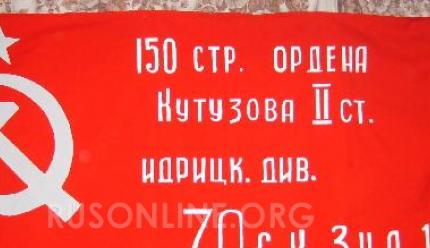 150 стр. ордена
Кутузова II ст.
идрицк. див.
RUSONLINE.ORG